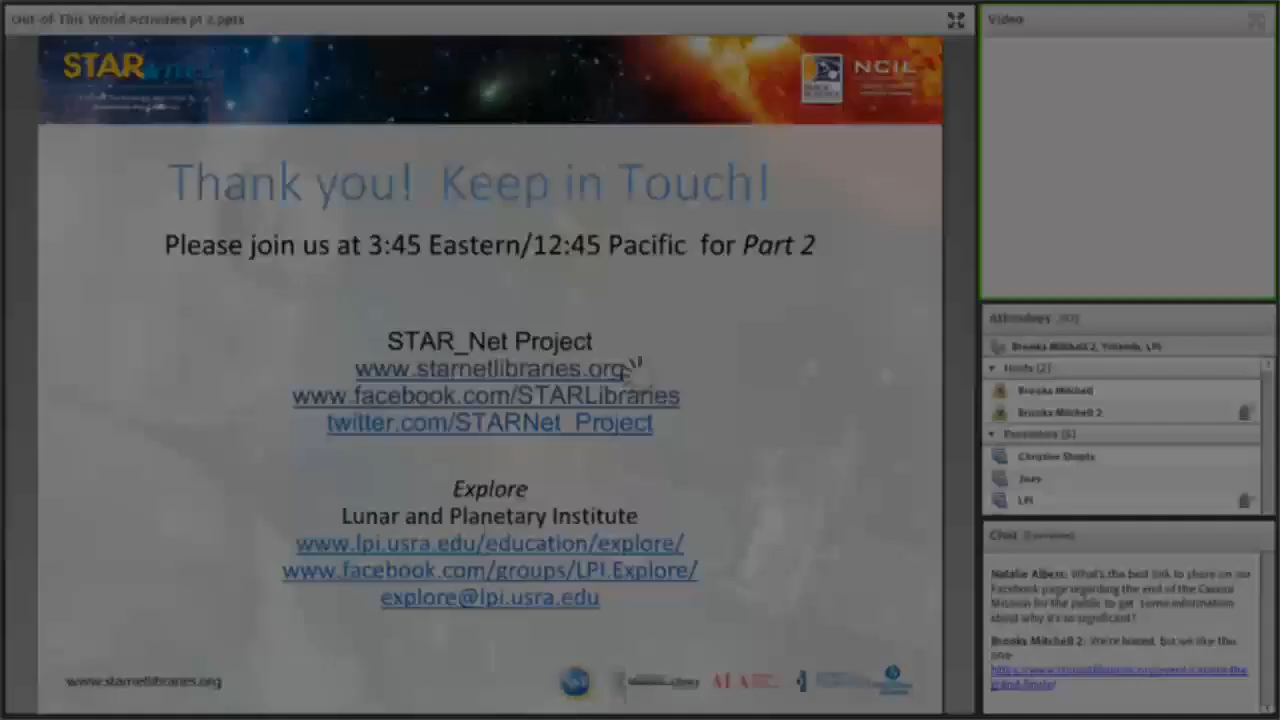 Out-of-This World Activities pt 2.pptx
STAR
NCIL
Thank you! Keep in Touch!
Please join us at 3:45 Eastern/12:45 Pacific for Part 2
STAR_Net Project
www.starnetlibraries.org
www.facebook.com/STARLibraries
twitter.com/STARNet_Project
Explore
Lunar and Planetary Institute
www.lpi.usra.edu/education/explore/
www.facebook.com/groups/LPI.Explore/
explore@lpi.usra.edu
www.starnetlibraries.org
ALA
Video
Attendees
Brooks Mitchell 2, Yolanda, LPI
Hosts (2)
Brooks Mitchell
Brooks Mitchell 2
Presenters (5)
Christine Shupla
LPI
Chat (Everyone)
Natalie Albers: What's the best link to share on our
Facebook page regarding the end of the Cassini
Mission for the public to get some information
about why it's so significant?
Brooks Mitchell 2: We're biased, but we like this
one